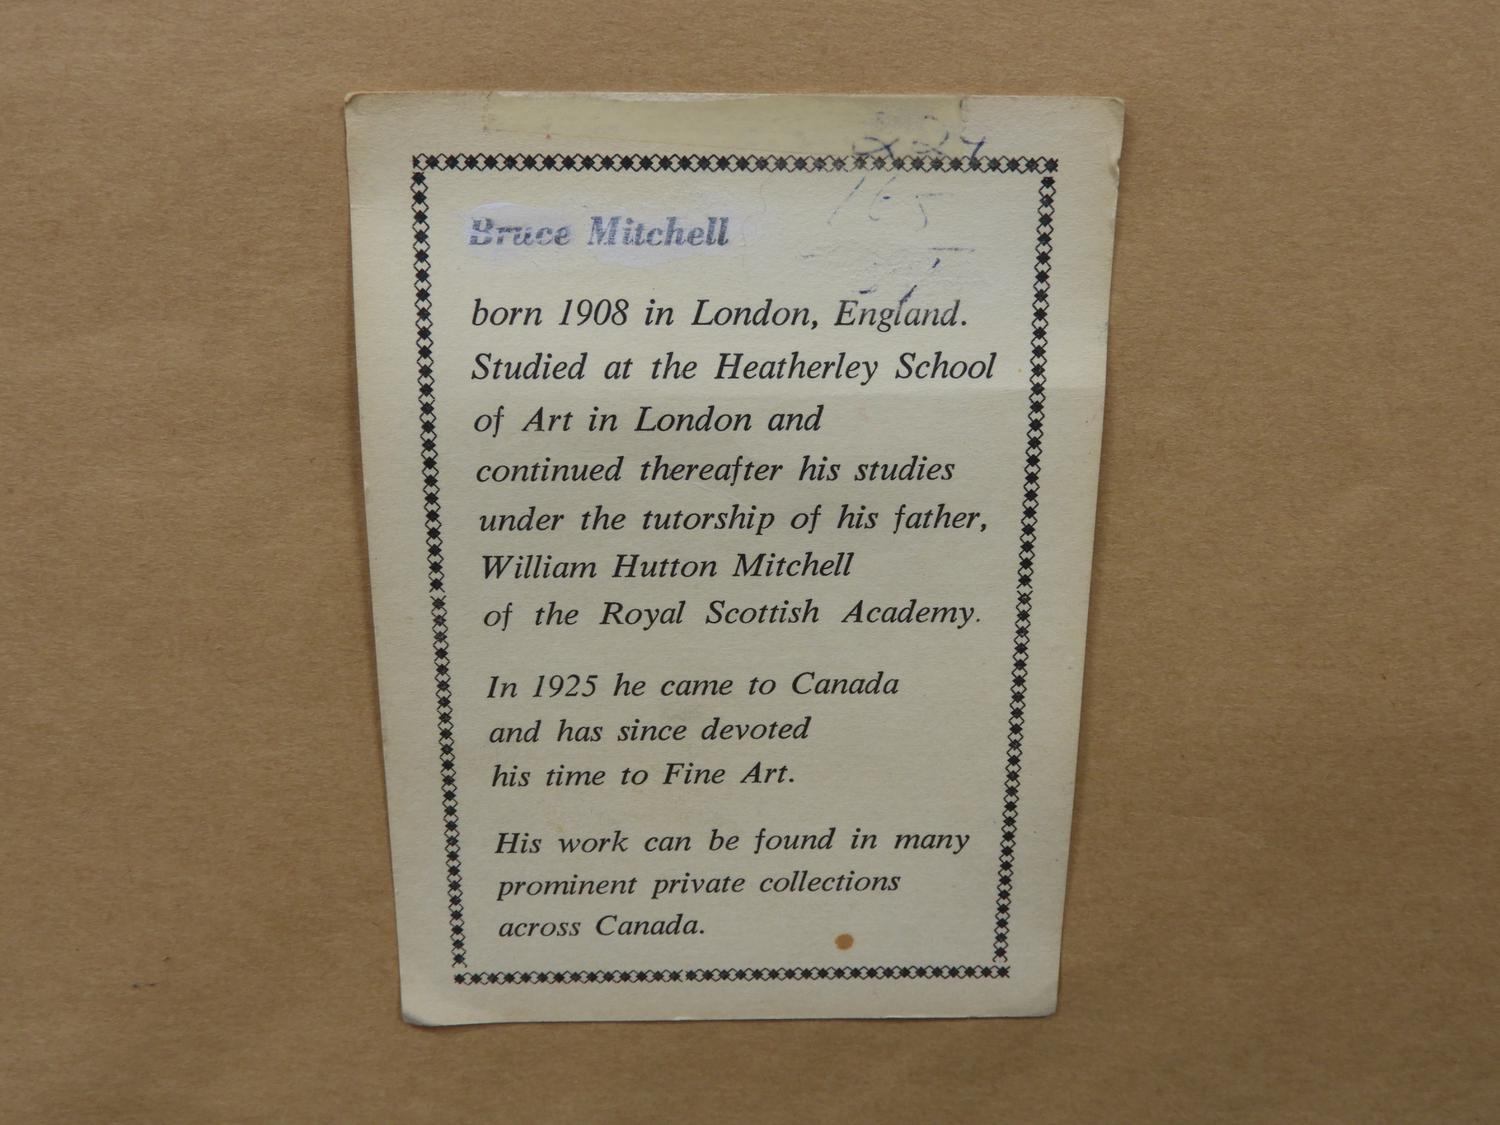 Bruce Mitchell
born 1908 in London, England.
Studied at the Heatherley School
of Art in London and
continued thereafter his studies
under the tutorship of his father,
William Hutton Mitchell
of the Royal Scottish Academy.
In 1925 he came to Canada
and has since devoted
his time to Fine Art.
His work can be found in many
prominent private collections
across Canada.